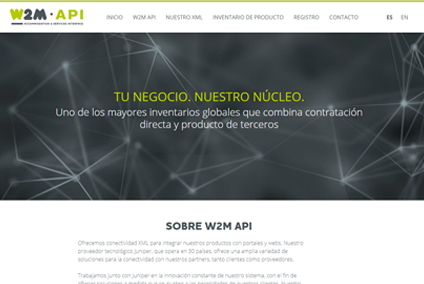 W2M·API
ACCOMMODATION & SERVICES INTERFACE
INICIO W2M API NUESTRO XML INVENTARIO DE PRODUCTO REGISTRO CONTACTO ES EN
TU NEGOCIO. NUESTRO NÚCLEO.
Uno de los mayores inventarios globales que combina contratación
directa y producto de terceros
SOBRE W2M API
Ofrecemos conectividad XML para integrar nuestros productos con portales y webs. Nuestro
proveedor tecnológico Juniper, que opera en 30 países, ofrece una amplia variedad de
soluciones para la conectividad con nuestros partners, tanto clientes como proveedores.
Trabajamos junto con Juniper en la innovación constante de nuestro sistema, con el fin de